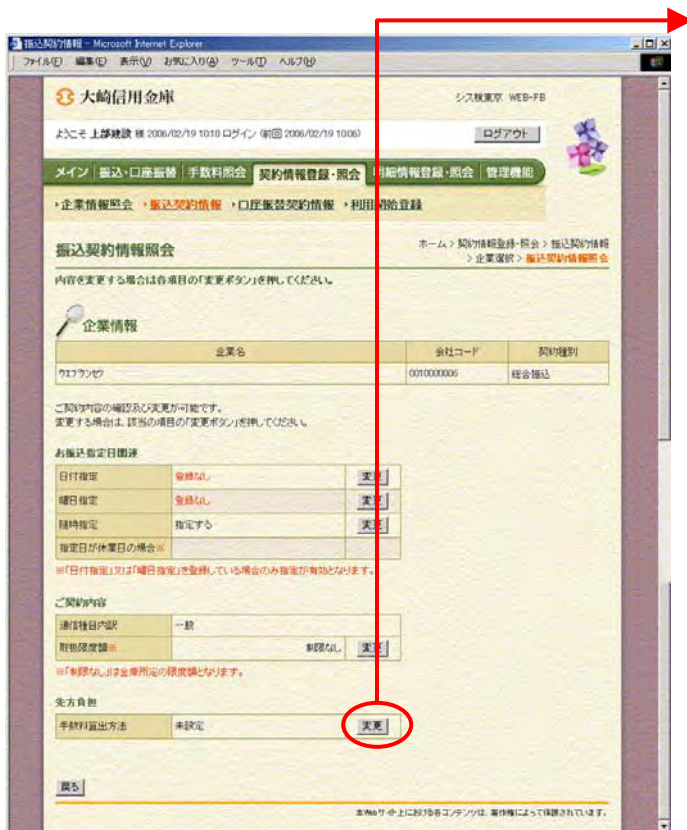 振込契約情報 - Microsoft Internet Explorer
ファイル(F) 編集(E) 表示(V) お気に入り(A) ツール(T) ヘルプ(H)
大崎信用金庫
シス検東京 WEB-FB
ようこそ 上部建設 様 2006/02/19 10:10 ログイン (前回 2006/02/19 10:06)
ログアウト
メイン 振込・口座振替 手数料照会 契約情報登録・照会 明細情報登録・照会 管理機能
企業情報照会 振込契約情報 口座振替契約情報 利用開始登録
振込契約情報照会
ホーム > 契約情報登録・照会 > 振込契約情報
> 企業選択 > 振込契約情報照会
内容を変更する場合は各項目の「変更ボタン」を押してください。
企業情報
企業名 会社コード 契約種別
0010000006 総合振込
ご契約内容の確認及び変更が可能です。
変更する場合は、該当の項目の「変更ボタン」を押してください。
お振込指定日関連
日付指定 登録なし 変更
曜日指定 登録なし 変更
随時指定 指定する 変更
指定日が休業日の場合※
※「日付指定」又は「曜日指定」を登録している場合のみ指定が有効となります。
ご契約内容
通信種目内訳 一般
取扱限度額※ 制限なし 変更
※「制限なし」は金庫所定の限度額となります。
先方負担
手数料算出方法 未設定 変更
戻る
本Webサイト上における各コンテンツは、著作権によって保護されています。